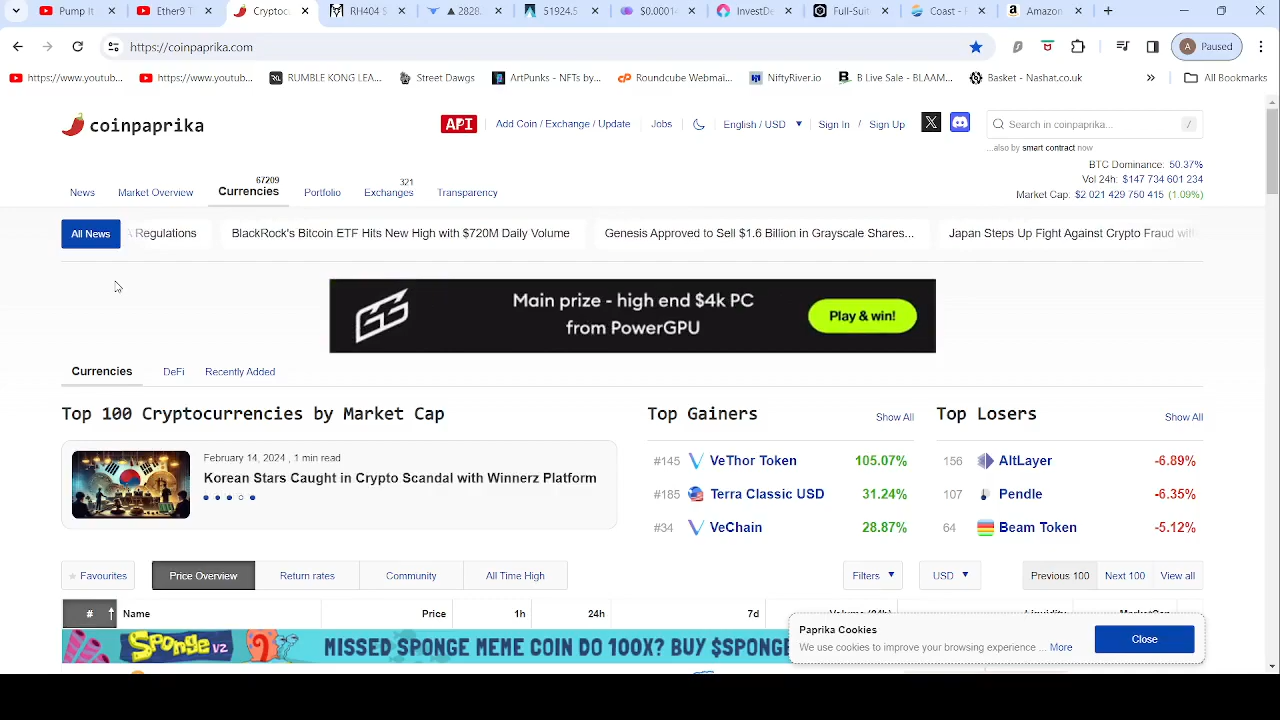 Pump It
Ether9 T
Cryptoc
RH404 S
▲ 2828.
51924.9
$0.0001
InvestDe
Full-Suit
Coast - F
Amazon
https://coinpaprika.com
A
Paused
https://www.youtub...
https://www.youtub...
RUMBLE KONG LEA...
Street Dawgs
ArtPunks - NFTs by...
Roundcube Webmai...
NiftyRiver.io
B Live Sale - BLAAM...
Basket - Nashat.co.uk
All Bookmarks
coinpaprika
API
Add Coin / Exchange / Update
Jobs
English / USD
Sign In / Sign Up
Search in coinpaprika...
/
...also by smart contract now
BTC Dominance: 50.37%
Vol 24h: $147 734 601 234
Market Cap: $2 021 429 750 415 (1.09%)
News
Market Overview
67209
Currencies
Portfolio
321
Exchanges
Transparency
All News
Regulations
BlackRock's Bitcoin ETF Hits New High with $720M Daily Volume
Genesis Approved to Sell $1.6 Billion in Grayscale Shares...
Japan Steps Up Fight Against Crypto Fraud with
Main prize - high end $4k PC
from PowerGPU
Play & win!
Currencies
DeFi
Recently Added
Top 100 Cryptocurrencies by Market Cap
February 14, 2024 , 1 min read
Korean Stars Caught in Crypto Scandal with Winnerz Platform
Top Gainers
Show All
#145 VeThor Token 105.07%
#185 Terra Classic USD 31.24%
#34 VeChain 28.87%
Top Losers
Show All
156 AltLayer -6.89%
107 Pendle -6.35%
64 Beam Token -5.12%
Favourites
Price Overview
Return rates
Community
All Time High
Filters
USD
Previous 100
Next 100
View all
# Name Price 1h 24h 7d
Sponge V2
MISSED SPONGE MEME COIN DO 100X? BUY $SPONGE
Paprika Cookies
We use cookies to improve your browsing experience ... More
Close